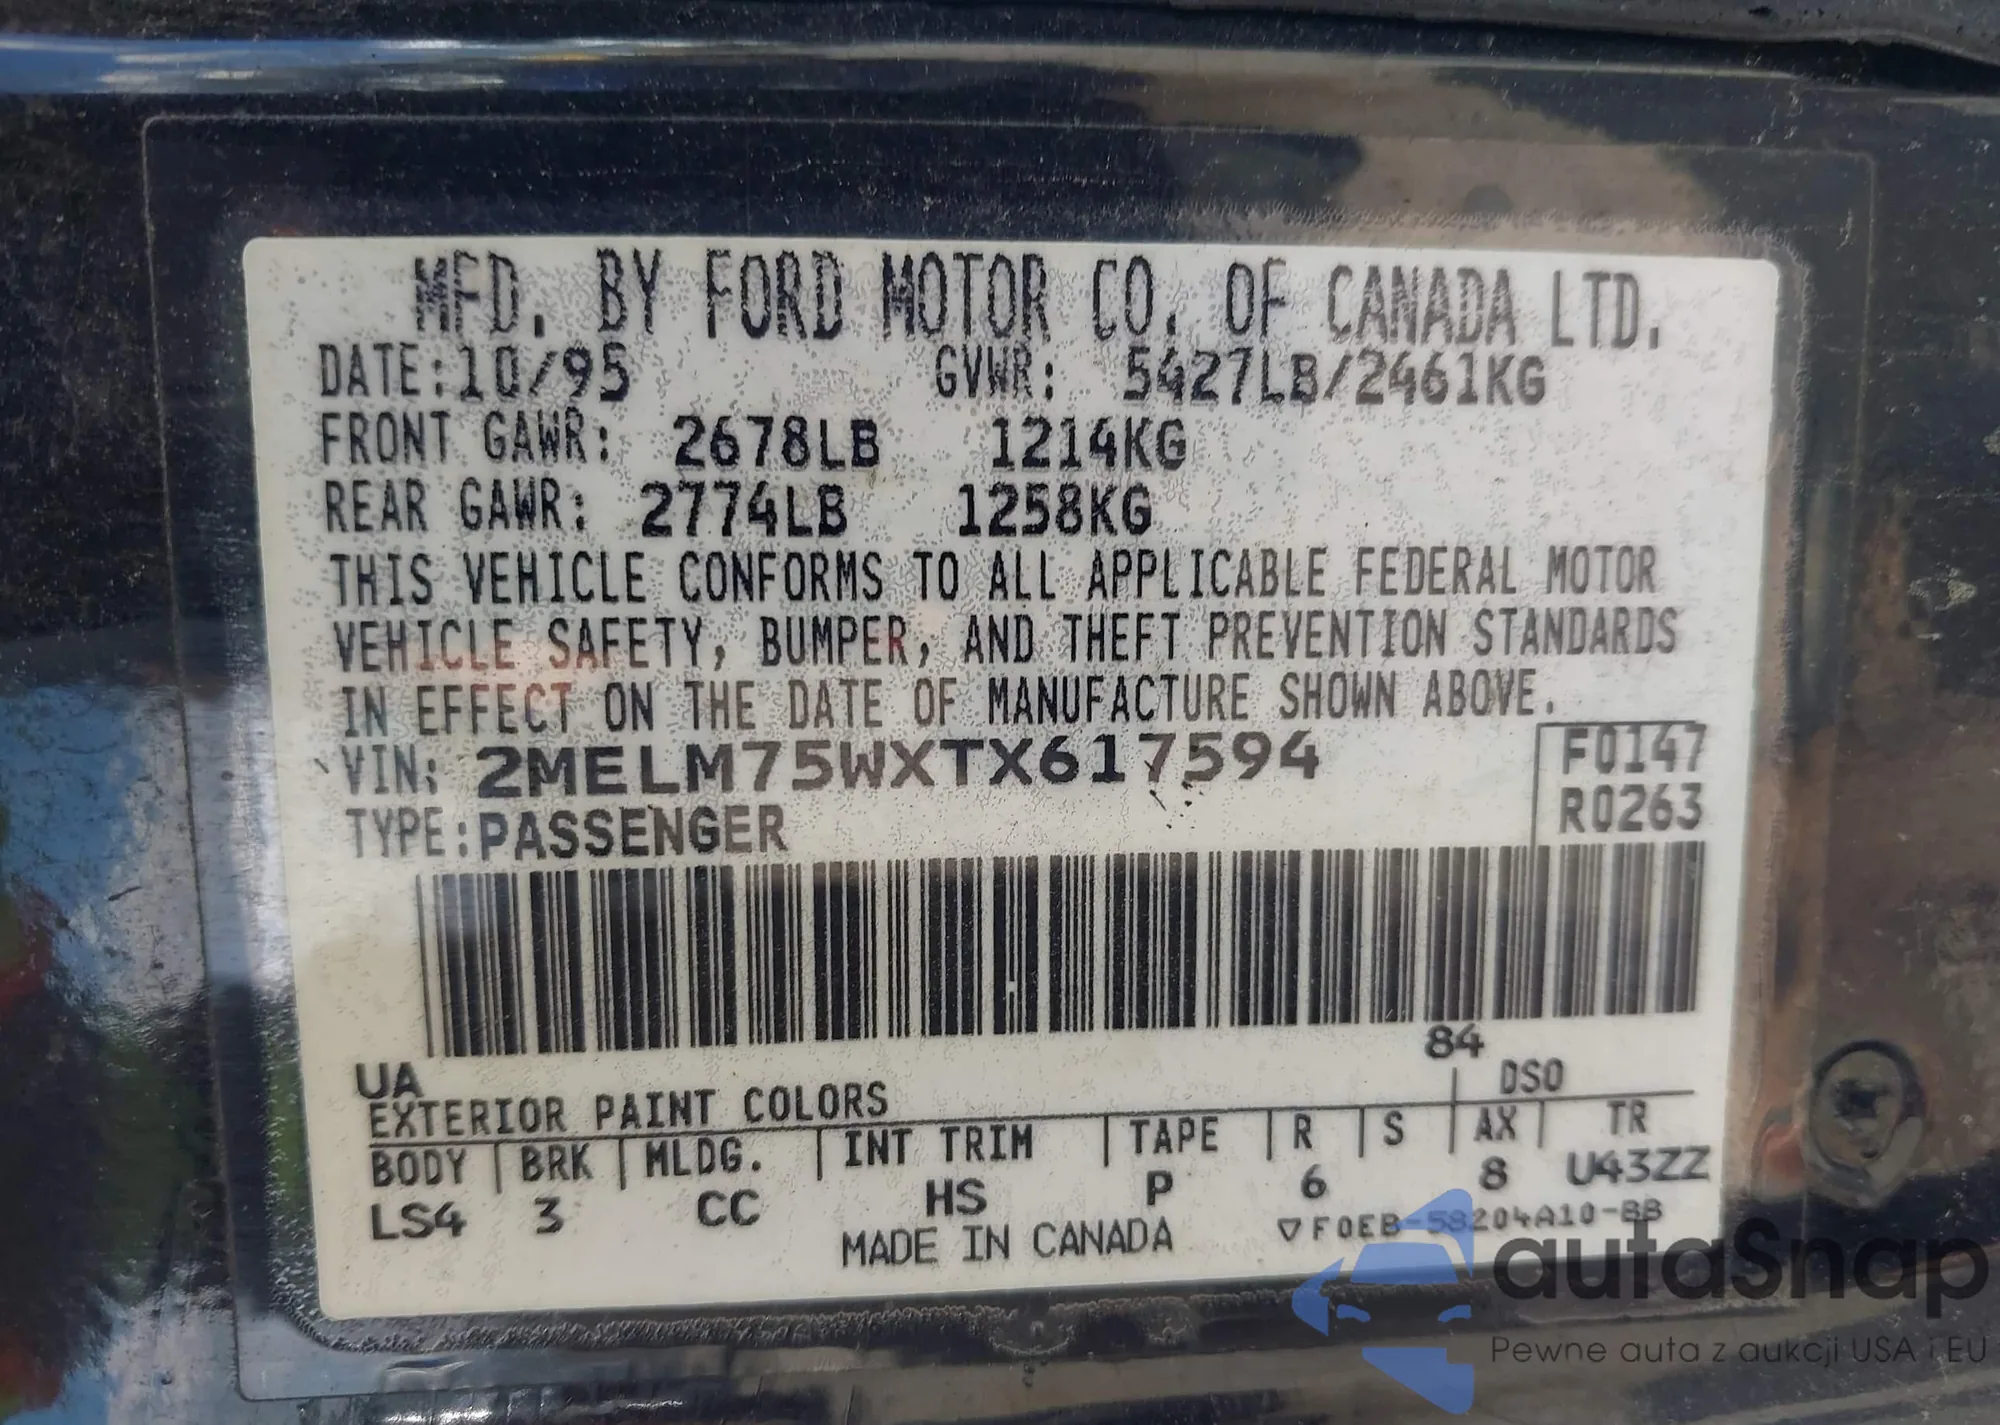 MFD. BY FORD MOTOR CO. OF CANADA LTD.
DATE:10/95 GVWR: 5427LB/2461KG
FRONT GAWR: 2678LB 1214KG
REAR GAWR: 2774LB 1258KG
THIS VEHICLE CONFORMS TO ALL APPLICABLE FEDERAL MOTOR
VEHICLE SAFETY, BUMPER, AND THEFT PREVENTION STANDARDS
IN EFFECT ON THE DATE OF MANUFACTURE SHOWN ABOVE.
VIN: 2MELM75WXTX617594
F0147
R0263
TYPE:PASSENGER
84
UA
EXTERIOR PAINT COLORS DSO
BODY BRK MLDG. INT TRIM TAPE R S AX TR
LS4 3 CC HS P 6 8 U43ZZ
MADE IN CANADA F0EB-58204A10-BB
autaSnap
Pewne auta z aukcji USA i EU